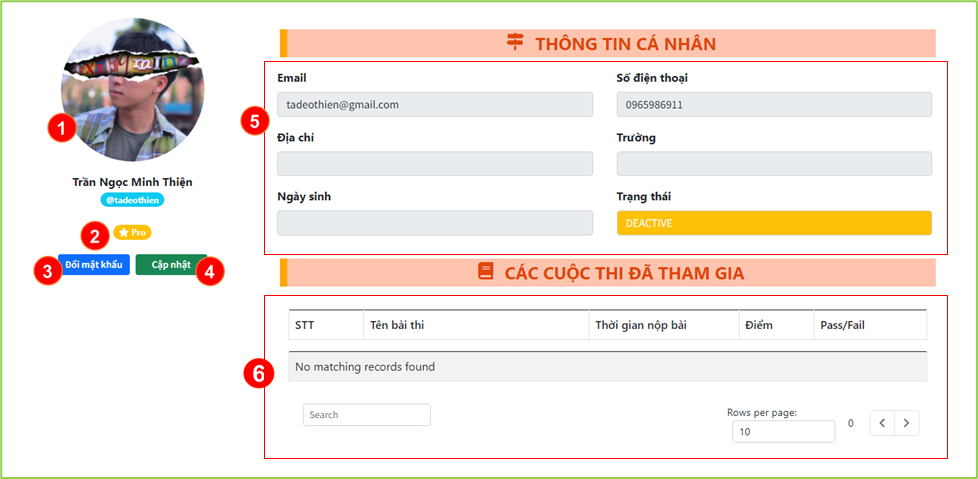 1
Trần Ngọc Minh Thiện
@tadeothien
2
Pro
3
Đổi mật khẩu
Cập nhật
4
THÔNG TIN CÁ NHÂN
5
Email
Số điện thoại
tadeothien@gmail.com
0965986911
Địa chỉ
Trường
Ngày sinh
Trạng thái
DEACTIVE
CÁC CUỘC THI ĐÃ THAM GIA
6
STT Tên bài thi Thời gian nộp bài Điểm Pass/Fail
No matching records found
Search
Rows per page:
10
0